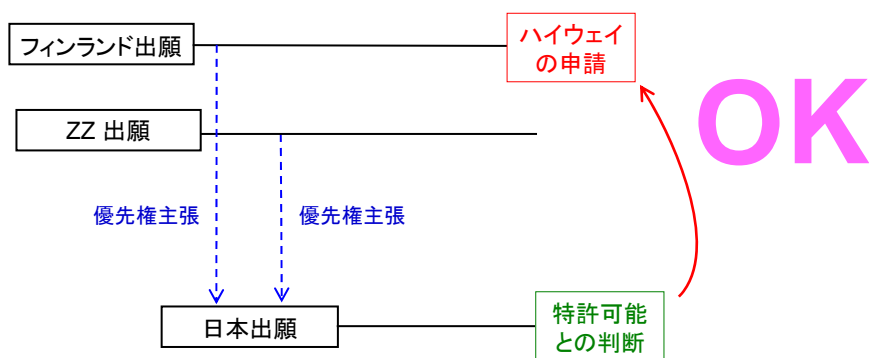 フィンランド出願
ハイウェイ
の申請
OK
ZZ 出願
優先権主張
優先権主張
日本出願
特許可能
との判断